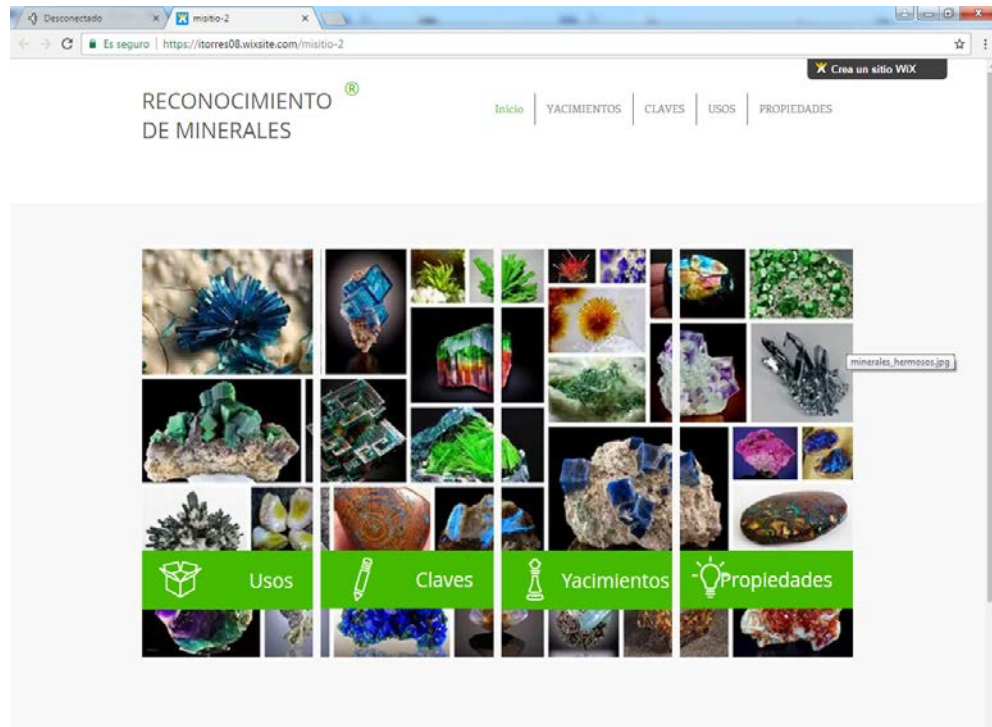 Desconectado
misitio-2
Es seguro
https://itorres08.wixsite.com/misitio-2
Crea un sitio WiX
RECONOCIMIENTO ®
DE MINERALES
Inicio
YACIMIENTOS
CLAVES
USOS
PROPIEDADES
minerales_hermosos.jpg
Usos
Claves
Yacimientos
Propiedades